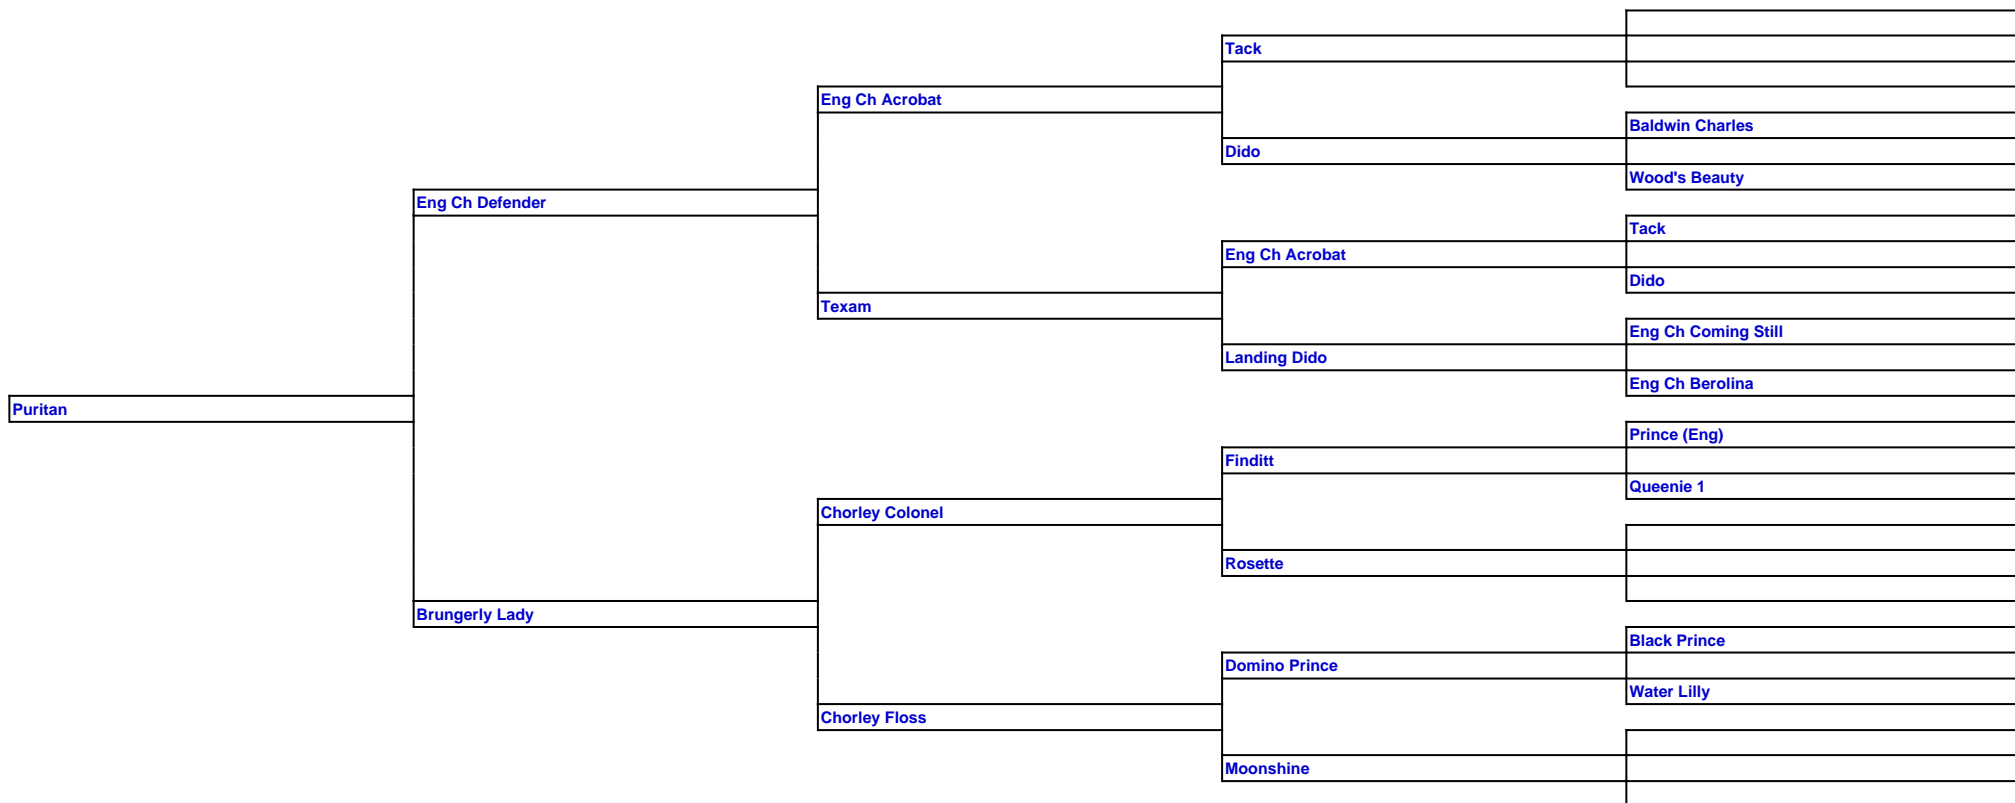 Tack
Eng Ch Acrobat
Baldwin Charles
Dido
Wood's Beauty
Eng Ch Defender
Tack
Eng Ch Acrobat
Dido
Texam
Eng Ch Coming Still
Landing Dido
Eng Ch Berolina
Puritan
Prince (Eng)
Finditt
Queenie 1
Chorley Colonel
Rosette
Brungerly Lady
Black Prince
Domino Prince
Water Lilly
Chorley Floss
Moonshine